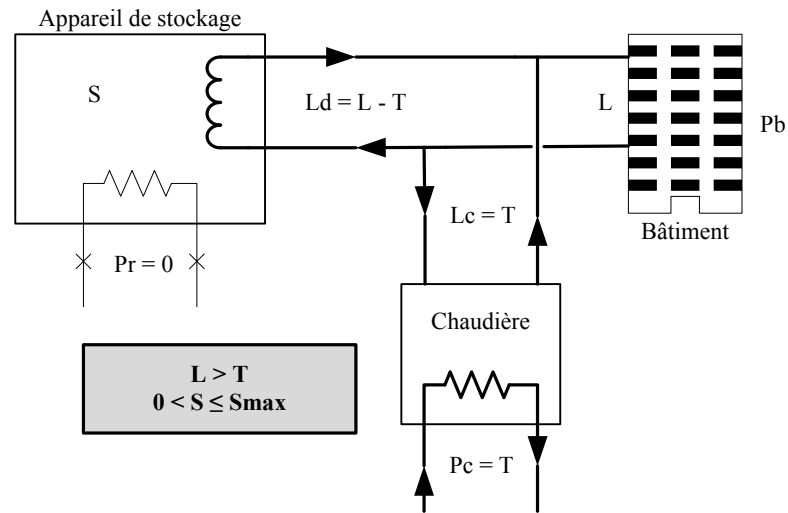 Appareil de stockage
S
Ld = L - T
L
Pb
Bâtiment
Lc = T
Pr = 0
Chaudière
L > T
0 < S ≤ Smax
Pc = T